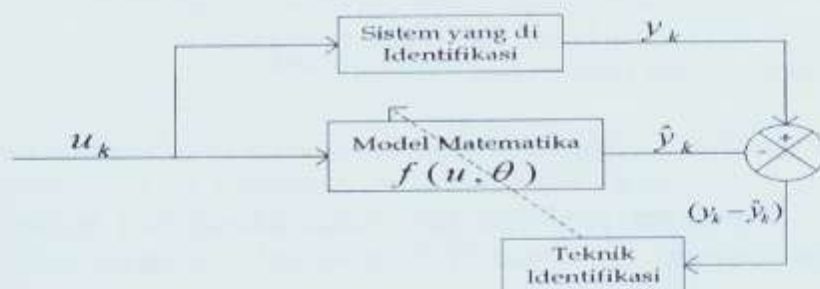 Sistem yang di
Identifikasi
y_k
u_k
Model Matematika
f ( u , θ )
ŷ_k
+
-
(y_k − ŷ_k)
Teknik
Identifikasi